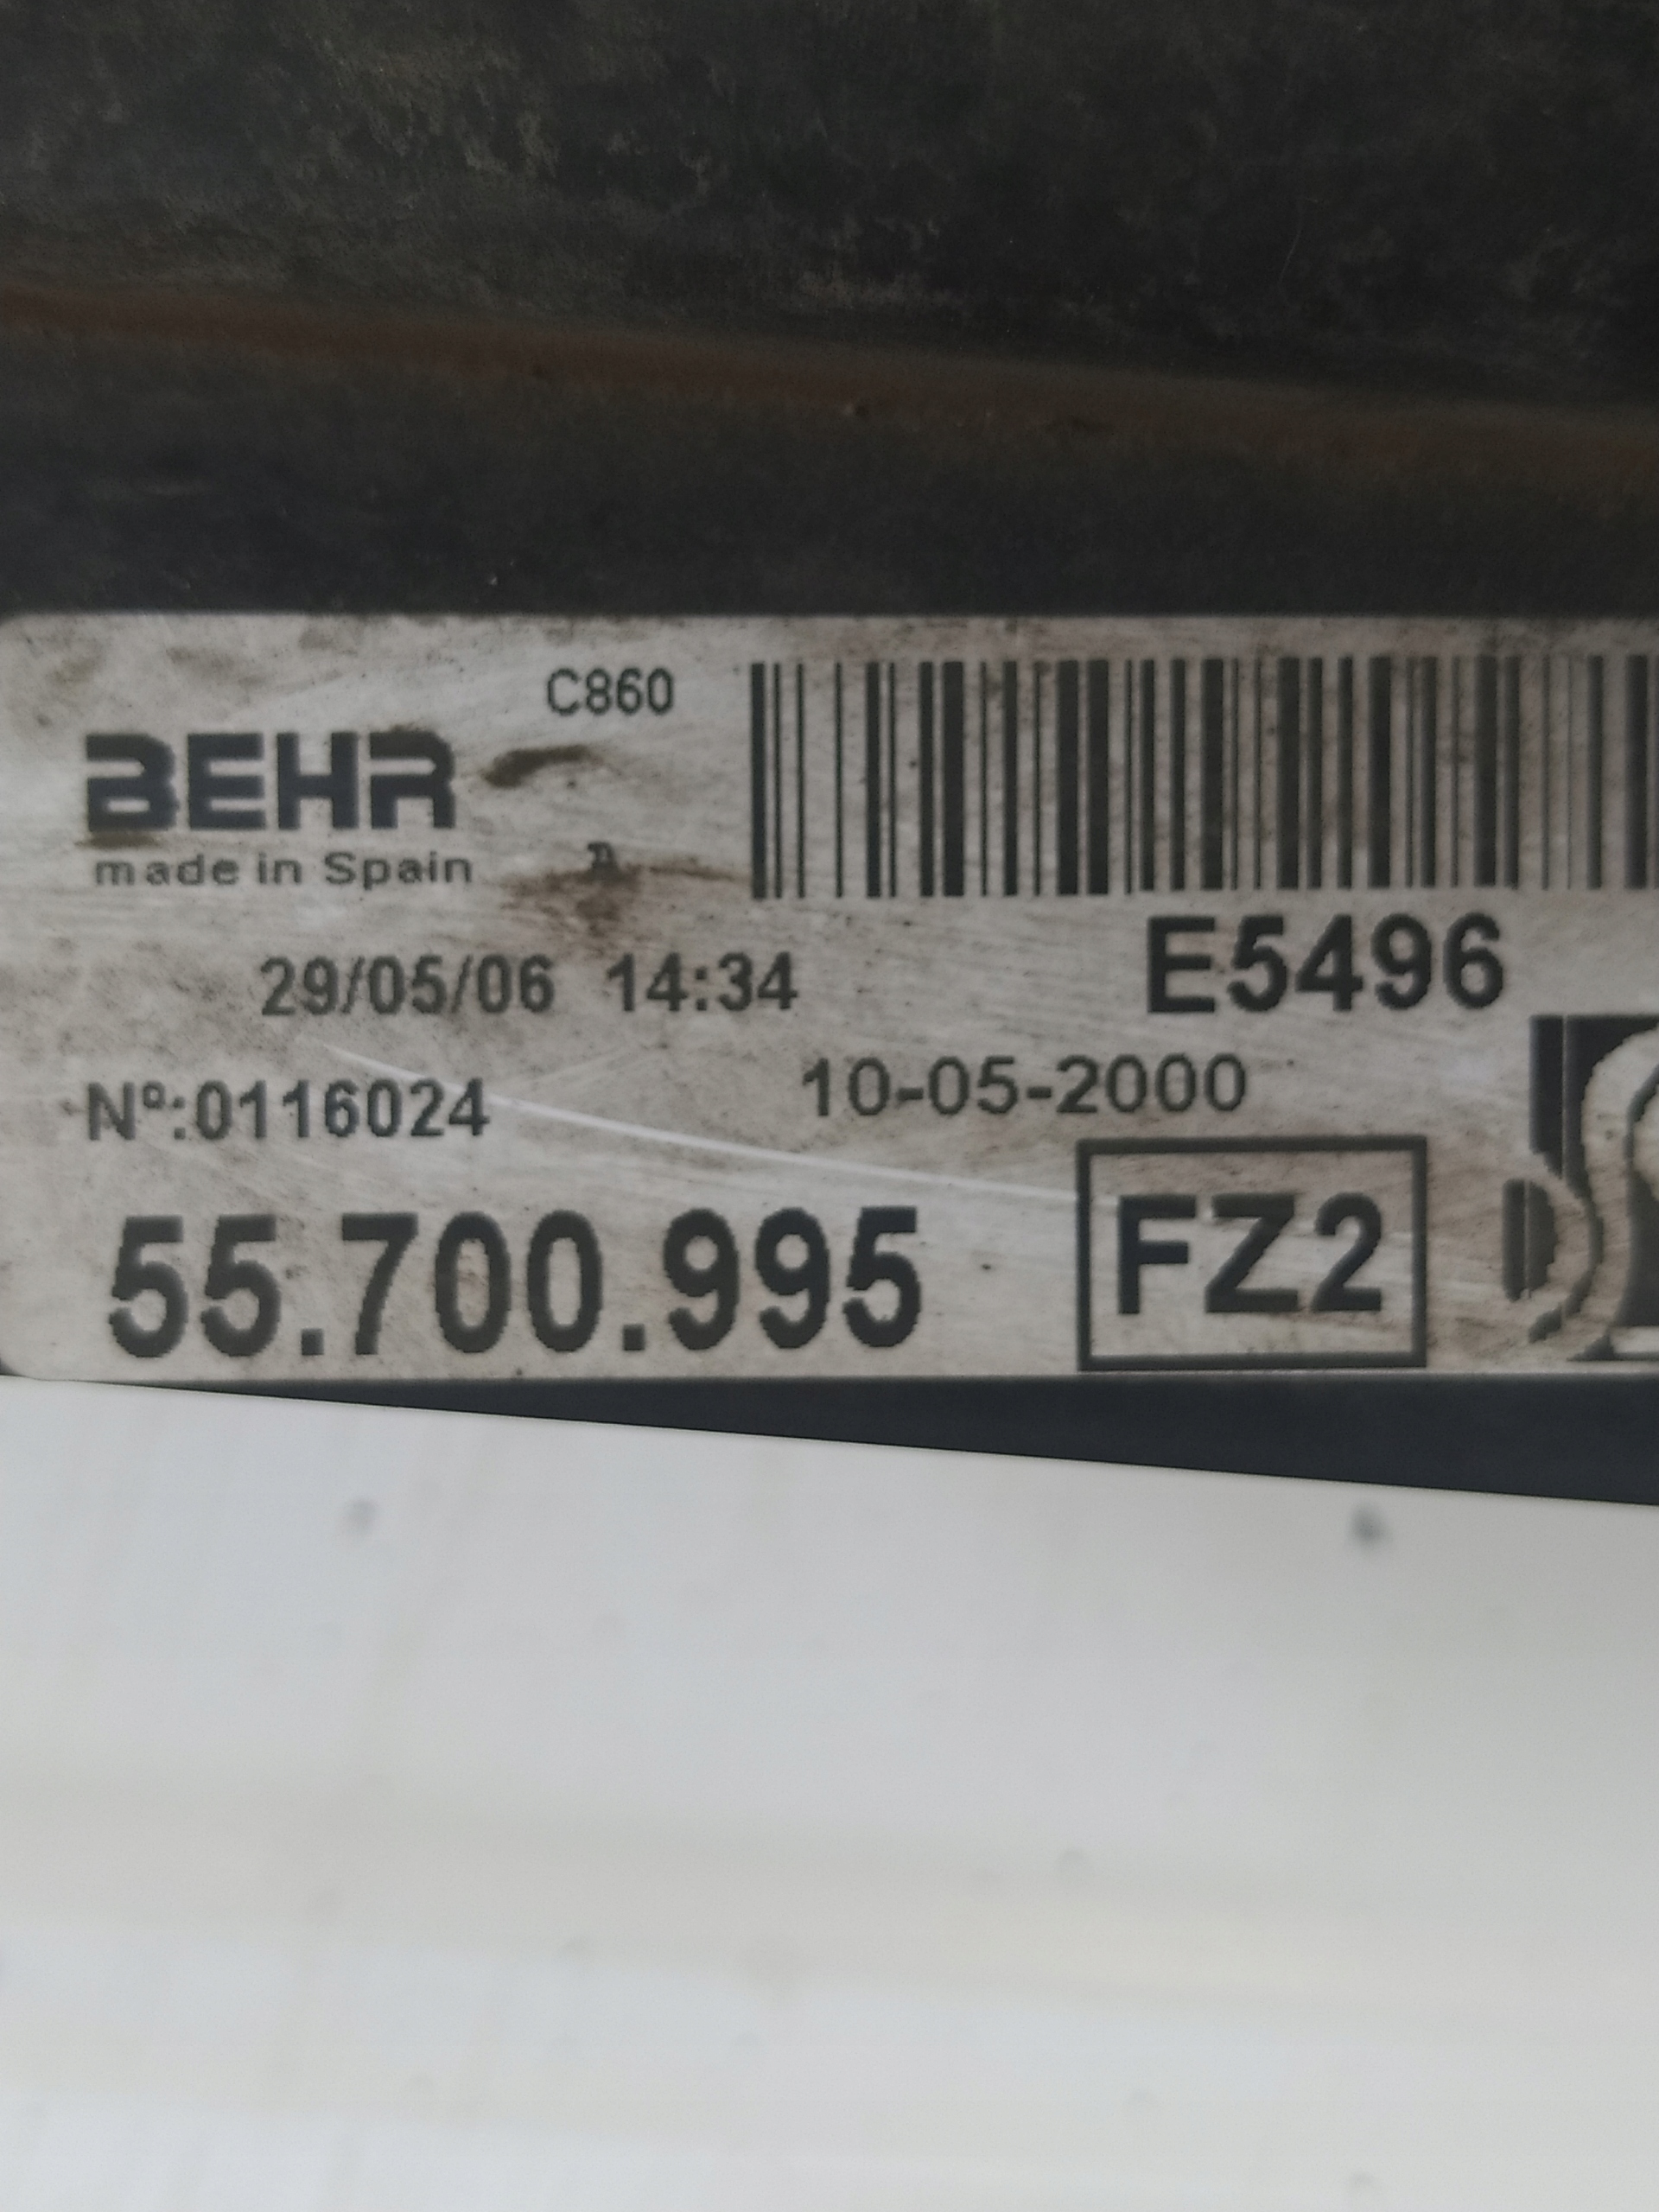 C860
BEHR
made in Spain
E5496
29/05/06 14:34
10-05-2000
Nº:0116024
55.700.995
FZ2